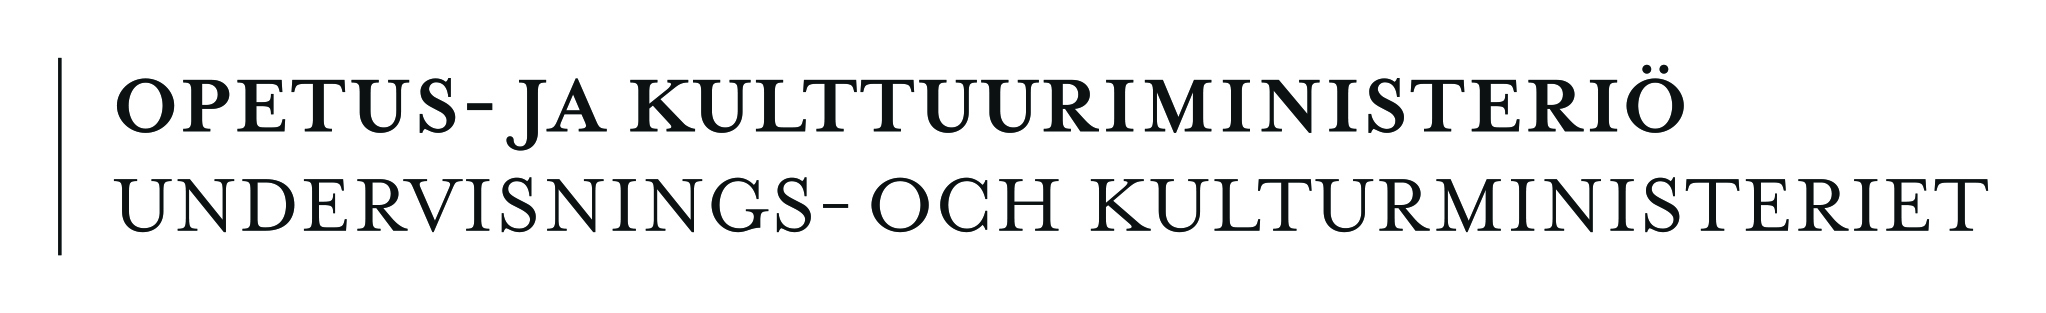 OPETUS- JA KULTTUURIMINISTERIÖ
UNDERVISNINGS- OCH KULTURMINISTERIET